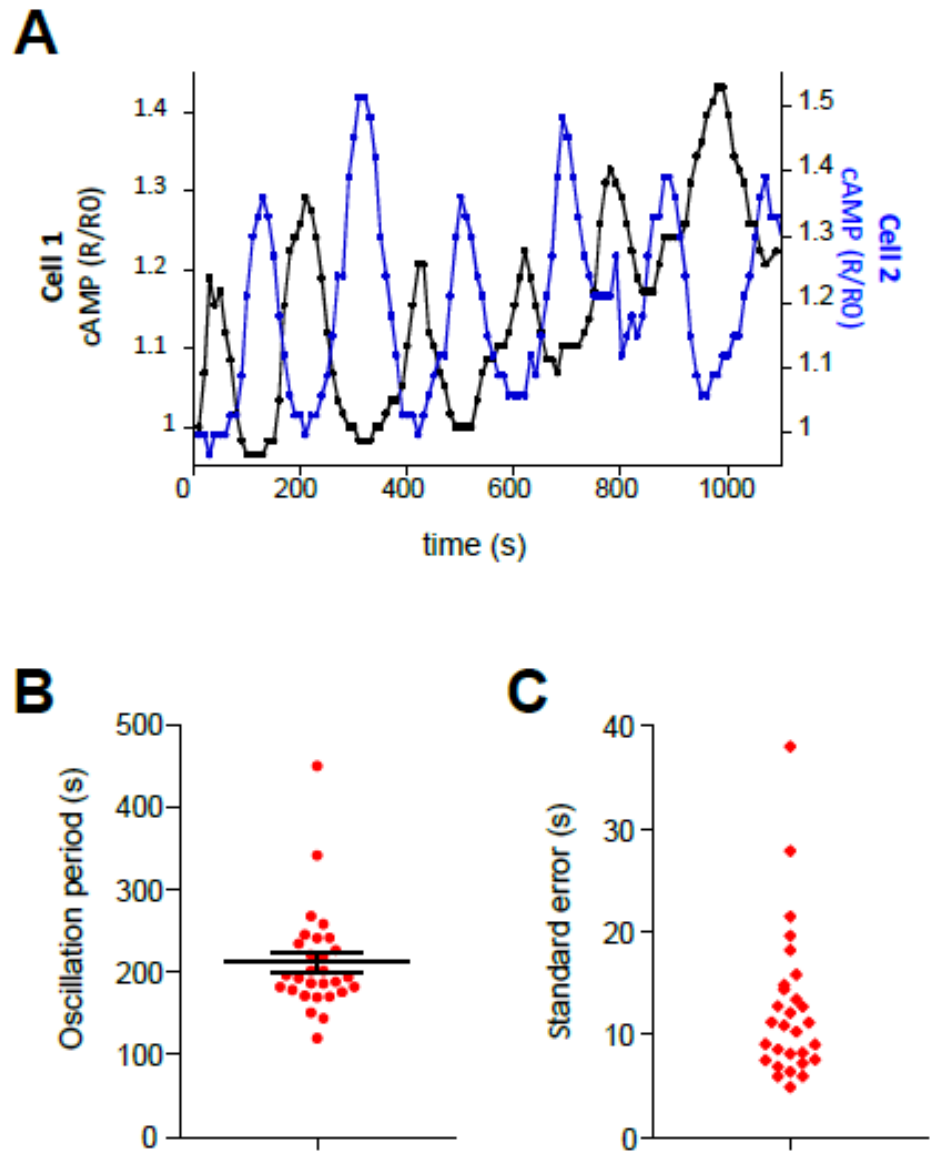 A
Cell 1
cAMP (R/R0)
1.4
1.3
1.2
1.1
1
1.5
1.4
1.3
1.2
1.1
1
cAMP (R/R0)
Cell 2
0 200 400 600 800 1000
time (s)
B
Oscillation period (s)
500
400
300
200
100
0
C
Standard error (s)
40
30
20
10
0